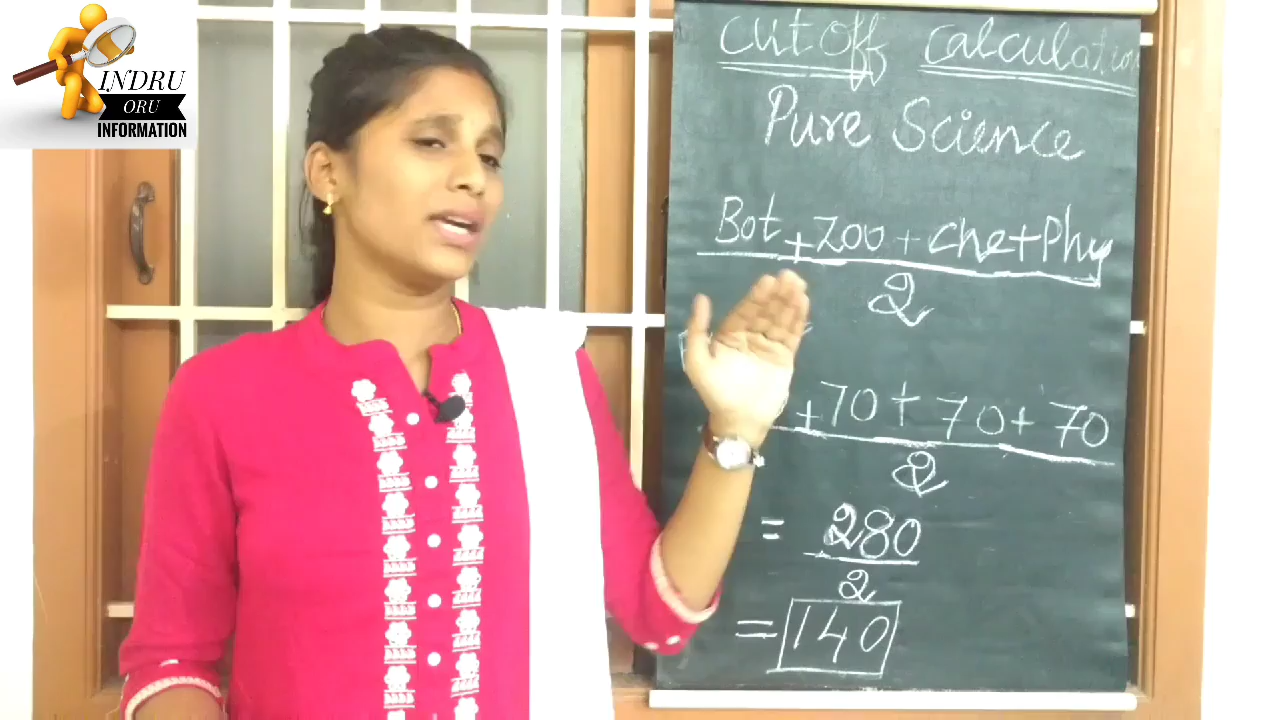 INDRU
ORU
INFORMATION
Cutoff Calculation
Pure Science
Bot + Zoo + Che + Phy
2
+ 70 + 70 + 70
2
= 280
2
= 140